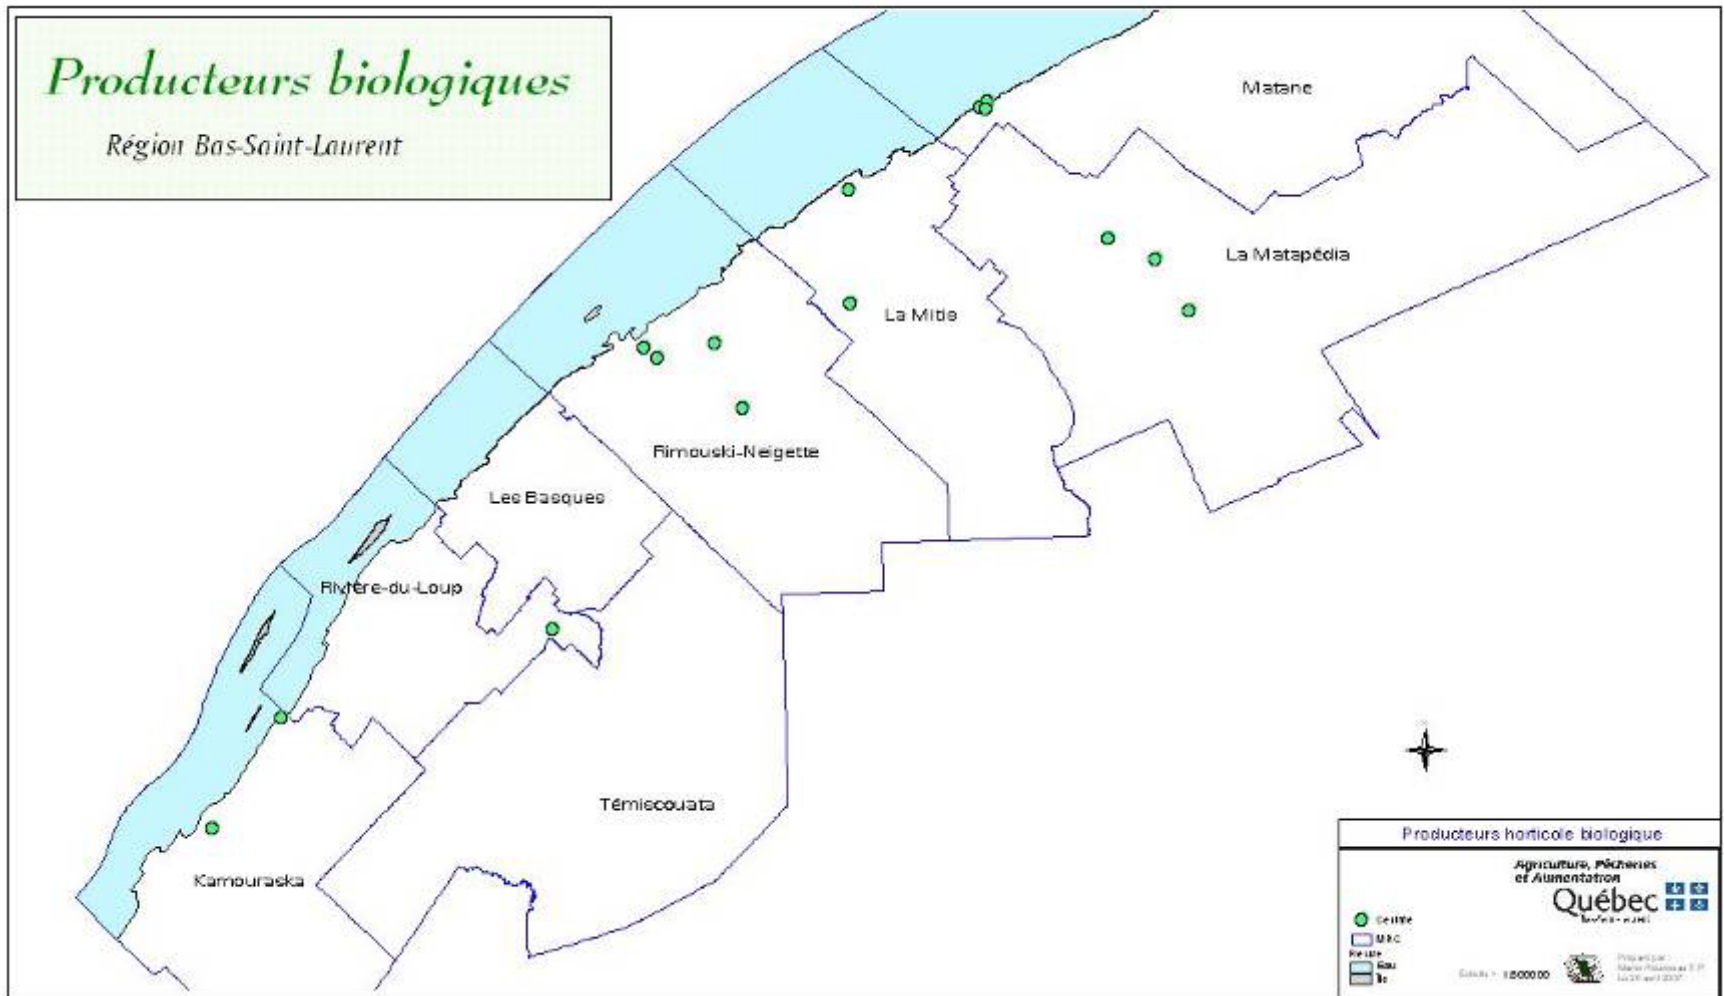 Producteurs biologiques
Région Bas-Saint-Laurent
Matane
La Matapédia
La Mitis
Rimouski-Neigette
Les Basques
Rivière-du-Loup
Témiscouata
Kamouraska
Producteurs horticole biologique
Agriculture, Pêcheries
et Alimentation
Québec
MRC
Eau
Île